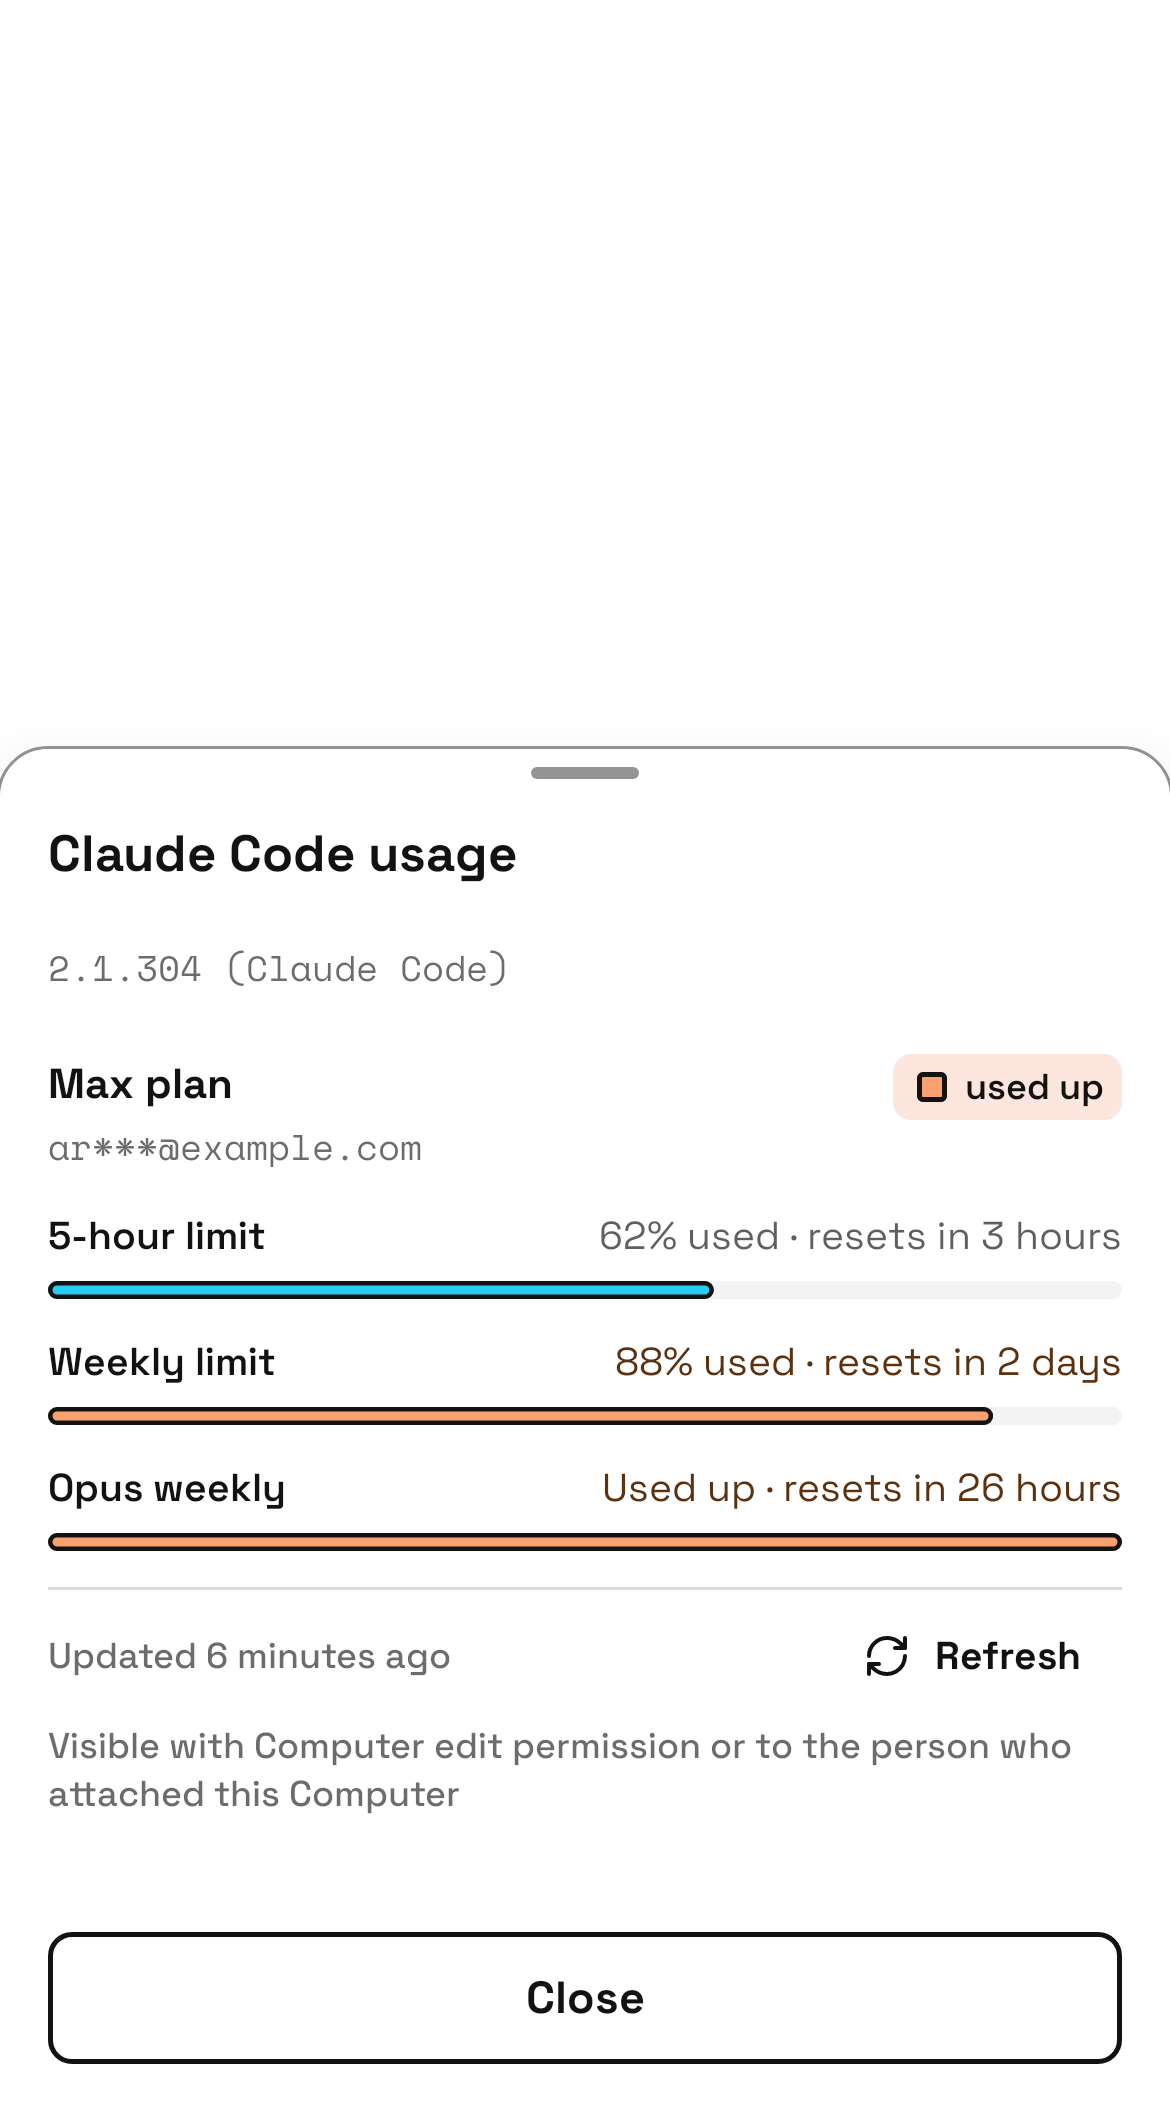 Claude Code usage
2.1.304 (Claude Code)
Max plan
used up
ar***@example.com
5-hour limit
62% used · resets in 3 hours
Weekly limit
88% used · resets in 2 days
Opus weekly
Used up · resets in 26 hours
Updated 6 minutes ago
Refresh
Visible with Computer edit permission or to the person who
attached this Computer
Close